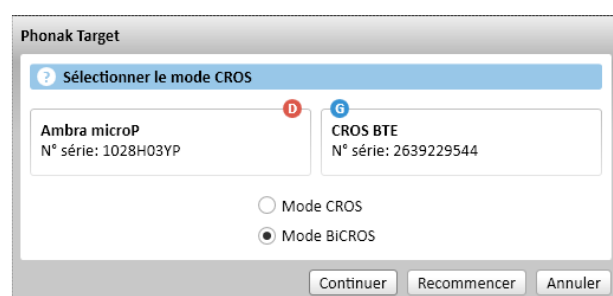 Phonak Target
? Sélectionner le mode CROS
D G
Ambra microP
N° série: 1028H03YP
CROS BTE
N° série: 2639229544
Mode CROS
Mode BiCROS
Continuer Recommencer Annuler